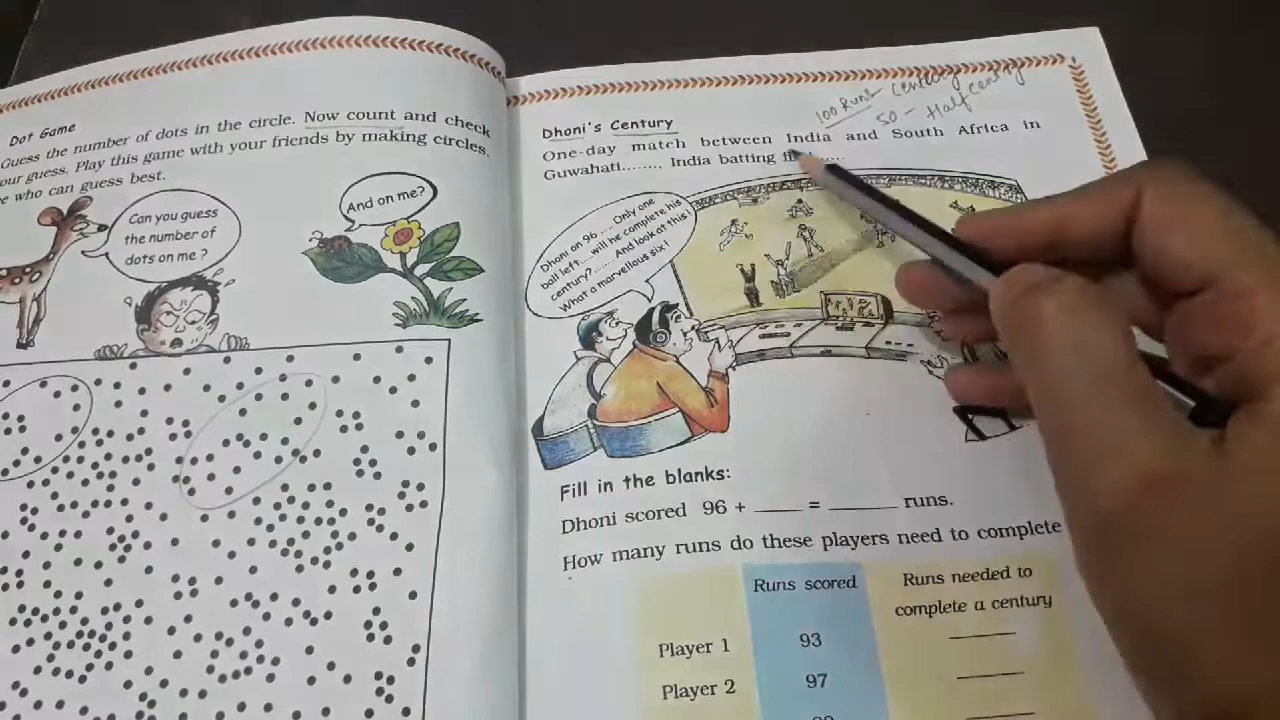 Dot Game
Guess the number of dots in the circle. Now count and check
your guess. Play this game with your friends by making circles.
who can guess best.
Can you guess
the number of
dots on me ?
And on me?
100 Runs - Century
50 - Half Century
Dhoni's Century
One-day match between India and South Africa in
Guwahati........ India batting
Dhoni on 96 ..... Only one
ball left....will he complete his
century? ....... And look at this!
What a marvellous six!
Fill in the blanks:
Dhoni scored 96 + ____ = ______ runs.
How many runs do these players need to complete
Runs scored
Runs needed to
complete a century
Player 1 93 ______
Player 2 97 ______